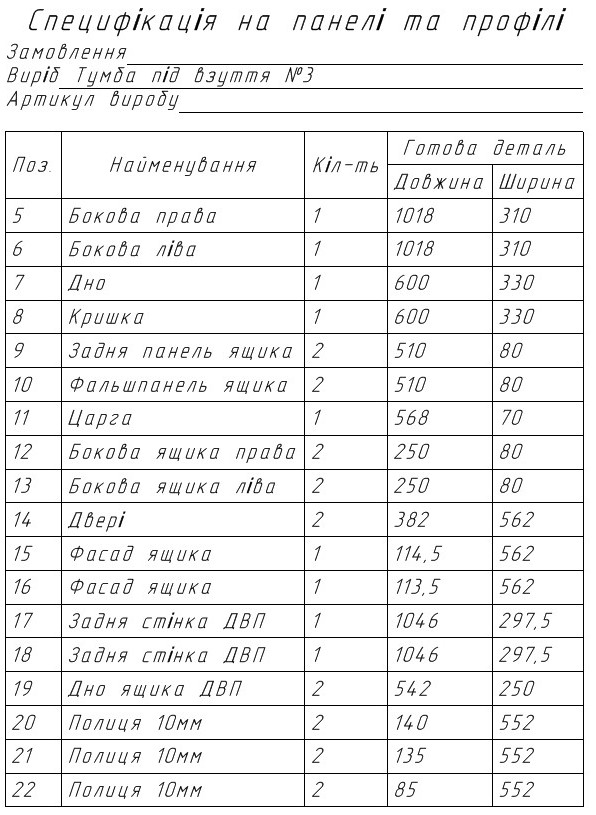 Специфікація на панелі та профілі
Замовлення
Виріб Тумба під взуття №3
Артикул виробу
Поз. Найменування Кіл-ть Готова деталь
Довжина Ширина
5 Бокова права 1 1018 310
6 Бокова ліва 1 1018 310
7 Дно 1 600 330
8 Кришка 1 600 330
9 Задня панель ящика 2 510 80
10 Фальшпанель ящика 2 510 80
11 Царга 1 568 70
12 Бокова ящика права 2 250 80
13 Бокова ящика ліва 2 250 80
14 Двері 2 382 562
15 Фасад ящика 1 114,5 562
16 Фасад ящика 1 113,5 562
17 Задня стінка ДВП 1 1046 297,5
18 Задня стінка ДВП 1 1046 297,5
19 Дно ящика ДВП 2 542 250
20 Полиця 10мм 2 140 552
21 Полиця 10мм 2 135 552
22 Полиця 10мм 2 85 552